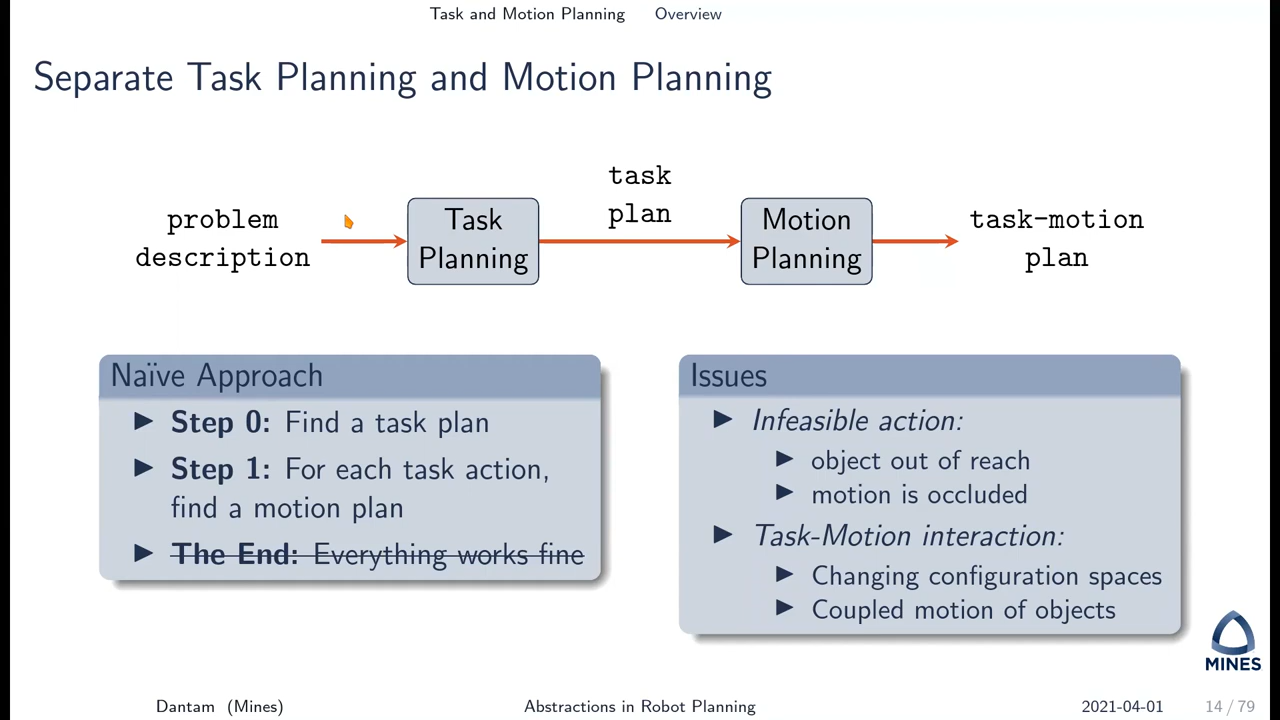 Task and Motion Planning Overview
Separate Task Planning and Motion Planning
problem
description
Task
Planning
task
plan
Motion
Planning
task-motion
plan
Naïve Approach
▶ Step 0: Find a task plan
▶ Step 1: For each task action,
find a motion plan
▶ The End: Everything works fine
Issues
▶ Infeasible action:
▶ object out of reach
▶ motion is occluded
▶ Task-Motion interaction:
▶ Changing configuration spaces
▶ Coupled motion of objects
MINES
Dantam (Mines) Abstractions in Robot Planning 2021-04-01 14 / 79